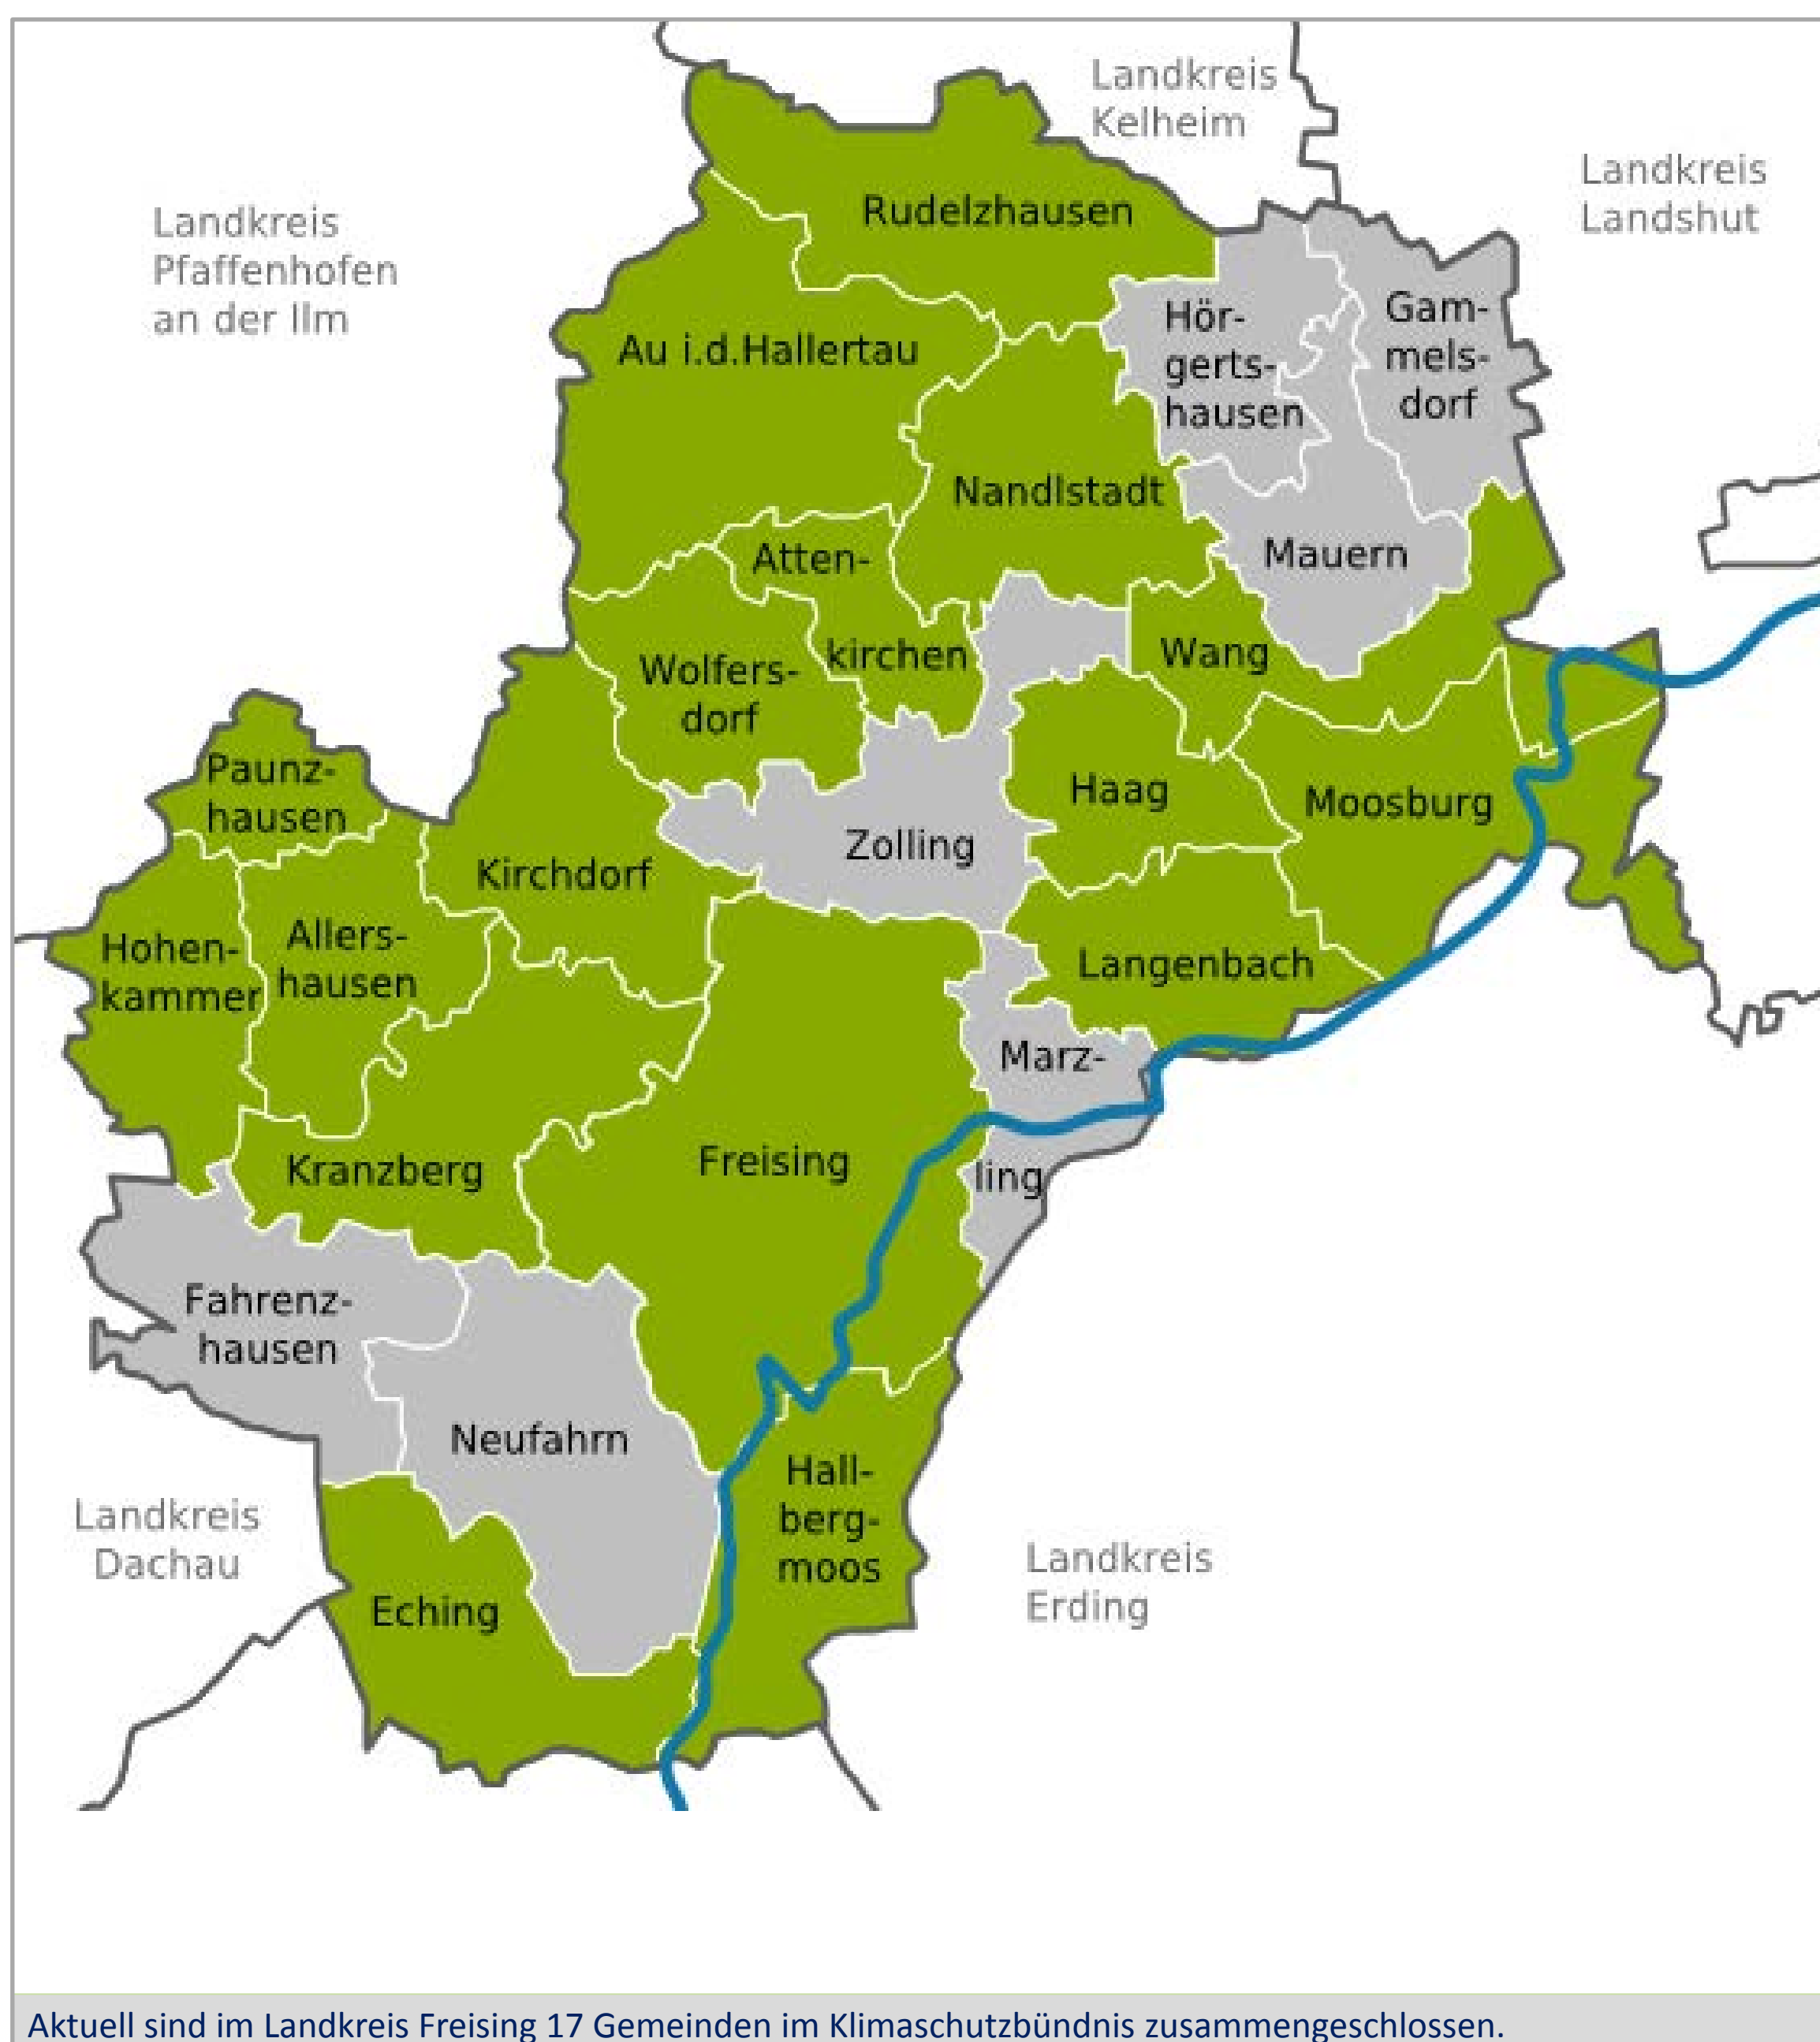 Landkreis
Kelheim
Landkreis
Landshut
Landkreis
Pfaffenhofen
an der Ilm
Rudelzhausen
Au i.d.Hallertau
Hör-
gerts-
hausen
Gam-
mels-
dorf
Nandlstadt
Mauern
Atten-
kirchen
Wolfers-
dorf
Wang
Paunz-
hausen
Haag
Moosburg
Zolling
Kirchdorf
Hohen-
kammer
Allers-
hausen
Langenbach
Marz-
ling
Kranzberg
Freising
Fahrenz-
hausen
Neufahrn
Hall-
berg-
moos
Landkreis
Dachau
Eching
Landkreis
Erding
Aktuell sind im Landkreis Freising 17 Gemeinden im Klimaschutzbündnis zusammengeschlossen.